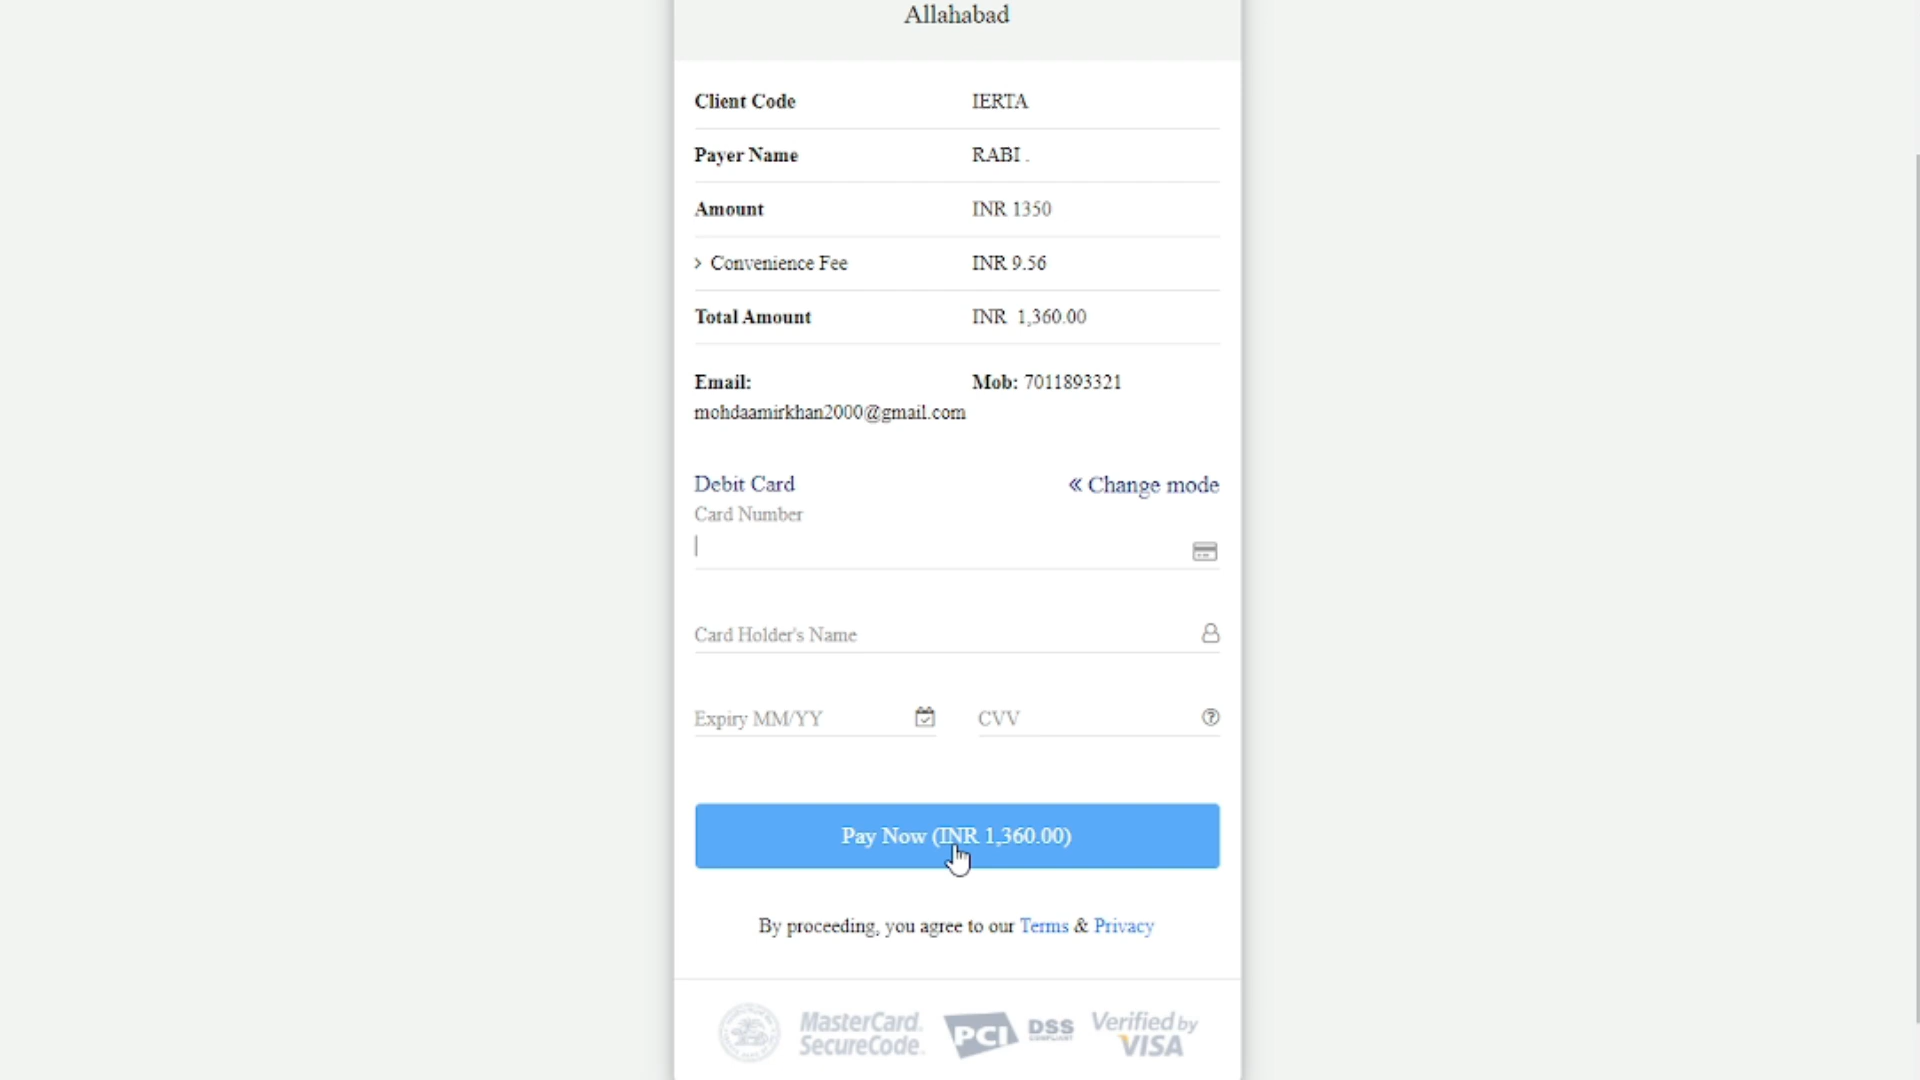 Allahabad
Client Code IERTA
Payer Name RABI .
Amount INR 1350
> Convenience Fee INR 9.56
Total Amount INR 1,360.00
Email: Mob: 7011893321
mohdaamirkhan2000@gmail.com
Debit Card « Change mode
Card Number
Card Holder's Name
Expiry MM/YY CVV
Pay Now (INR 1,360.00)
By proceeding, you agree to our Terms & Privacy
MasterCard. SecureCode. PCI DSS COMPLIANT Verified by VISA